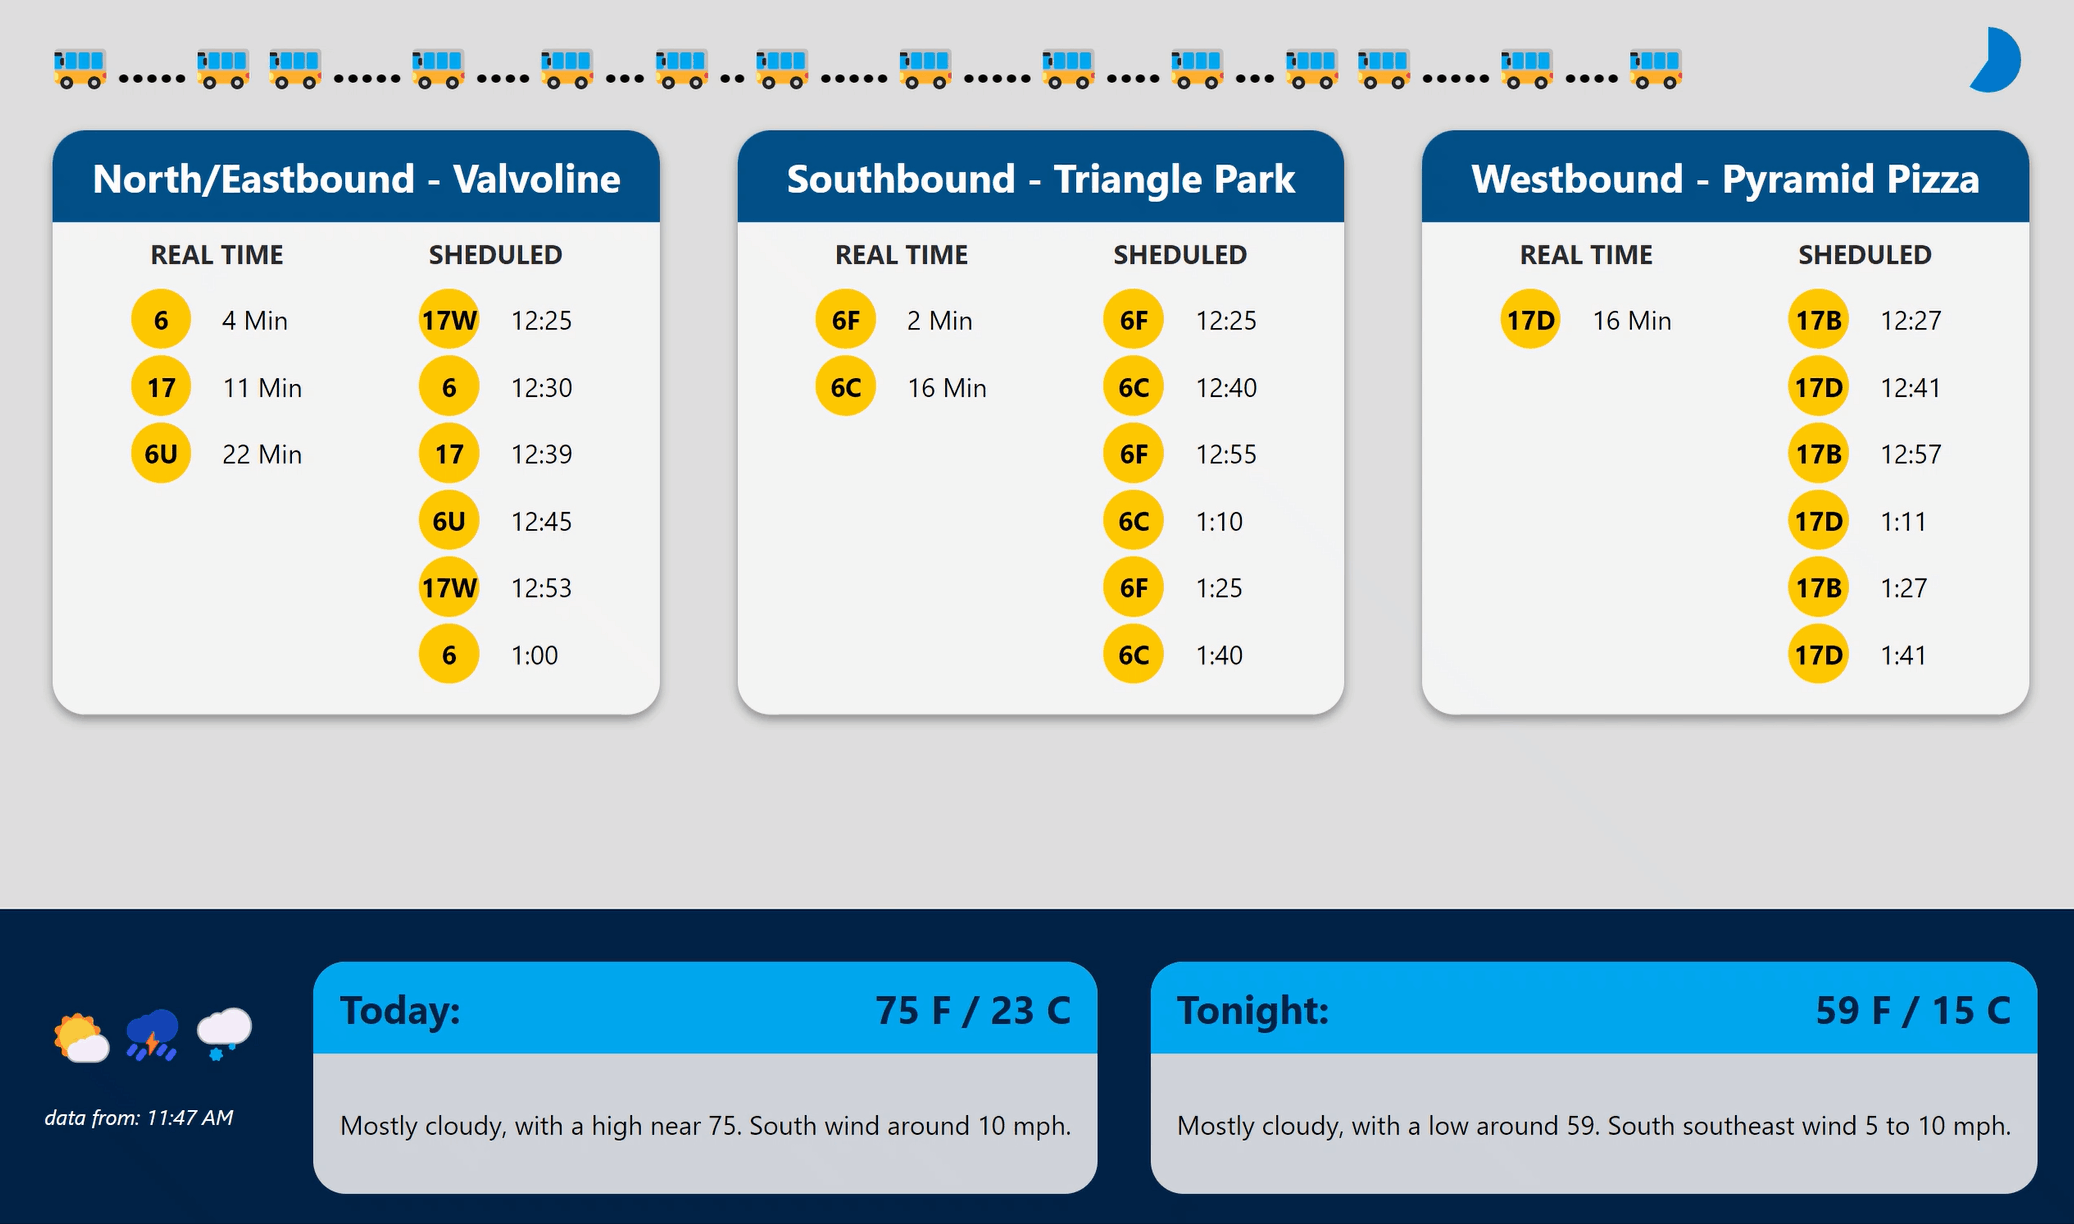 North/Eastbound - Valvoline
REAL TIME SHEDULED
6 4 Min 17W 12:25
17 11 Min 6 12:30
6U 22 Min 17 12:39
6U 12:45
17W 12:53
6 1:00
Southbound - Triangle Park
REAL TIME SHEDULED
6F 2 Min 6F 12:25
6C 16 Min 6C 12:40
6F 12:55
6C 1:10
6F 1:25
6C 1:40
Westbound - Pyramid Pizza
REAL TIME SHEDULED
17D 16 Min 17B 12:27
17D 12:41
17B 12:57
17D 1:11
17B 1:27
17D 1:41
data from: 11:47 AM
Today: 75 F / 23 C
Mostly cloudy, with a high near 75. South wind around 10 mph.
Tonight: 59 F / 15 C
Mostly cloudy, with a low around 59. South southeast wind 5 to 10 mph.